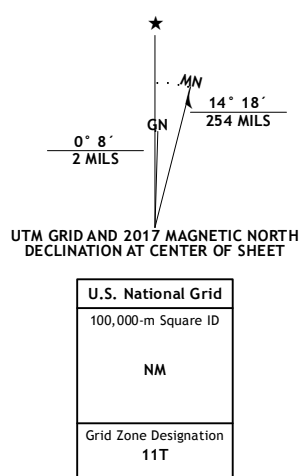 MN
GN
14° 18´
254 MILS
0° 8´
2 MILS
UTM GRID AND 2017 MAGNETIC NORTH
DECLINATION AT CENTER OF SHEET
U.S. National Grid
100,000-m Square ID
NM
Grid Zone Designation
11T